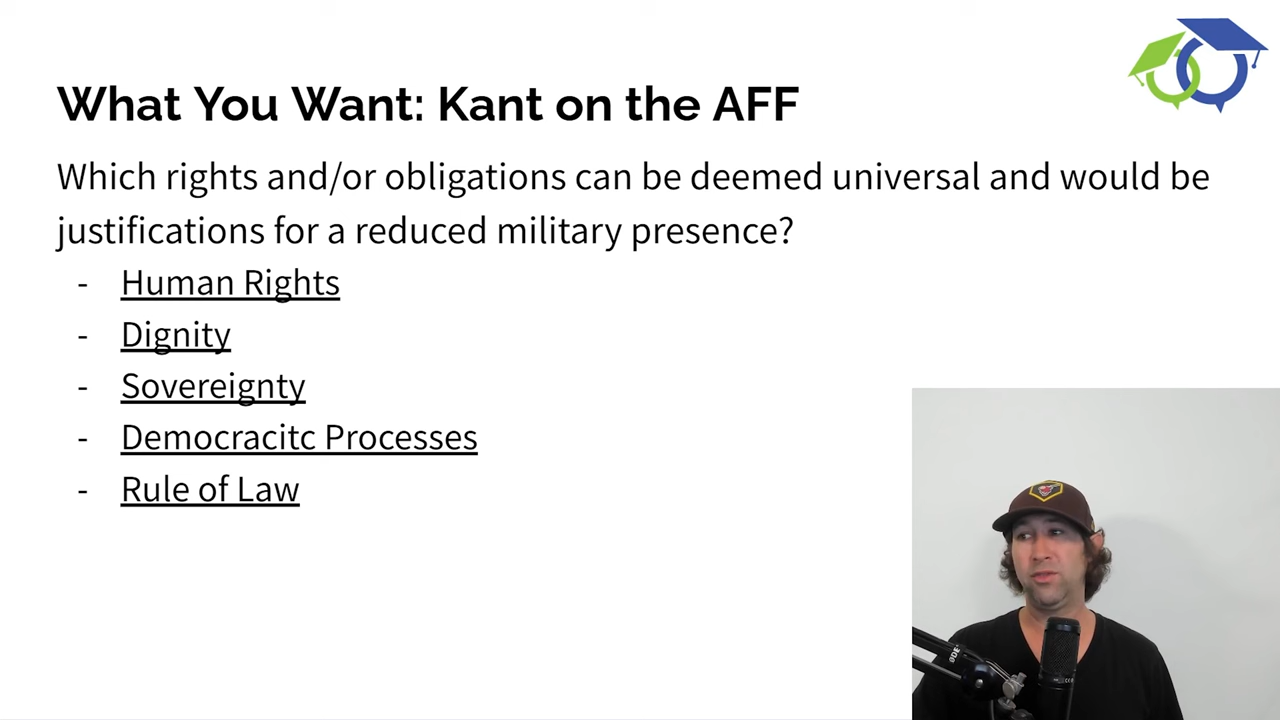 What You Want: Kant on the AFF
Which rights and/or obligations can be deemed universal and would be
justifications for a reduced military presence?
- Human Rights
- Dignity
- Sovereignty
- Democracitc Processes
- Rule of Law